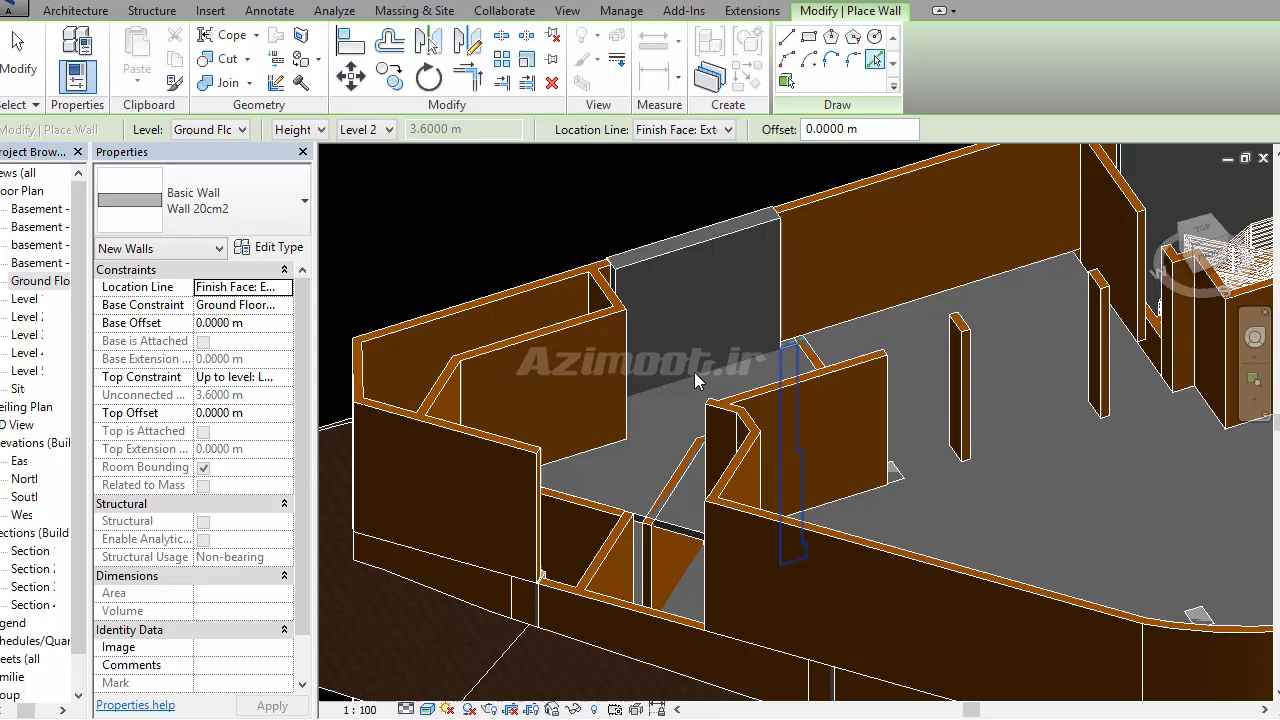 Architecture Structure Insert Annotate Analyze Massing & Site Collaborate View Manage Add-Ins Extensions Modify | Place Wall
Modify
Paste
Cope
Cut
Join
Select Properties Clipboard Geometry Modify View Measure Create Draw
Modify | Place Wall Level: Ground Flc Height Level 2 3.6000 m Location Line: Finish Face: Ext Offset: 0.0000 m
roject Brow...
ews (all
oor Plan
Basement -
Basement -
basement -
Basement -
Ground Flo
Level
Level
Level
Level
Level
Sit
eiling Plan
D View
evations (Buil
Eas
Nortl
Soutl
Wes
ections (Build
Section
Section
Section
Section 4
egend
hedules/Quar
eets (all
milie
oup
Properties
Basic Wall
Wall 20cm2
New Walls Edit Type
Constraints
Location Line Finish Face: E...
Base Constraint Ground Floor...
Base Offset 0.0000 m
Base is Attached
Base Extension 0.0000 m
Top Constraint Up to level: L...
Unconnected 3.6000 m
Top Offset 0.0000 m
Top is Attached
Top Extension 0.0000 m
Room Bounding
Related to Mass
Structural
Structural
Enable Analytic...
Structural Usage Non-bearing
Dimensions
Area
Volume
Identity Data
Image
Comments
Mark
Properties help Apply
Azimoot.ir
TOP
W
S
1 : 100